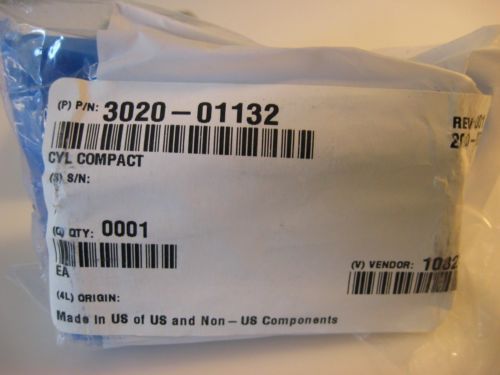 (P) P/N: 3020-01132
CYL COMPACT
(S) S/N:
(Q) QTY: 0001
EA
(V) VENDOR:
(4L) ORIGIN:
Made in US of US and Non-US Components
REV: